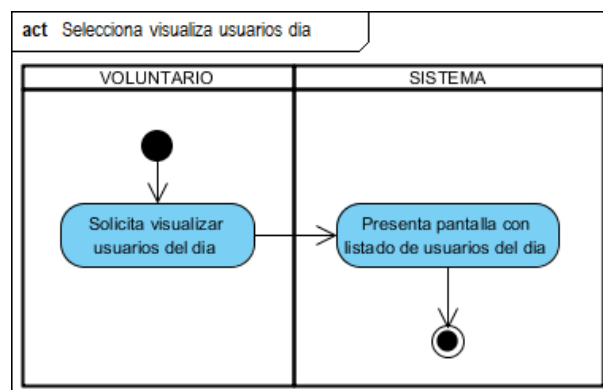 act Selecciona visualiza usuarios dia
VOLUNTARIO
SISTEMA
Solicita visualizar
usuarios del dia
Presenta pantalla con
listado de usuarios del dia